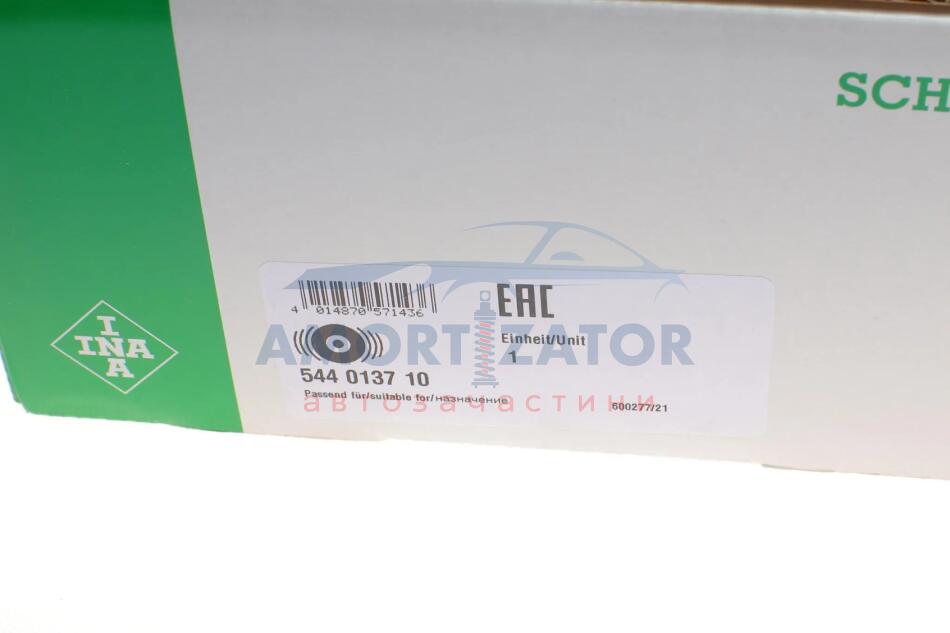 SCH
I
INA
A
4 014870 571436
EAC
AMORTIZATOR
Einheit/Unit
1
544 0137 10
Passend für/suitable for/назначение
автозачастини
600277/21